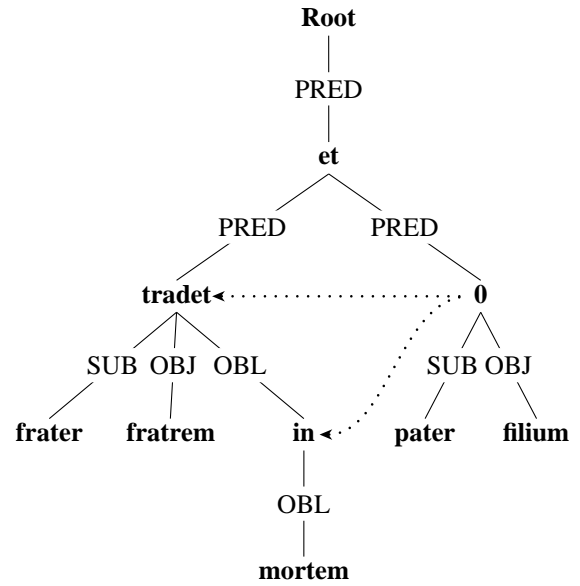 Root
PRED
et
PRED PRED
tradet 0
SUB OBJ OBL SUB OBJ
frater fratrem in pater filium
OBL
mortem